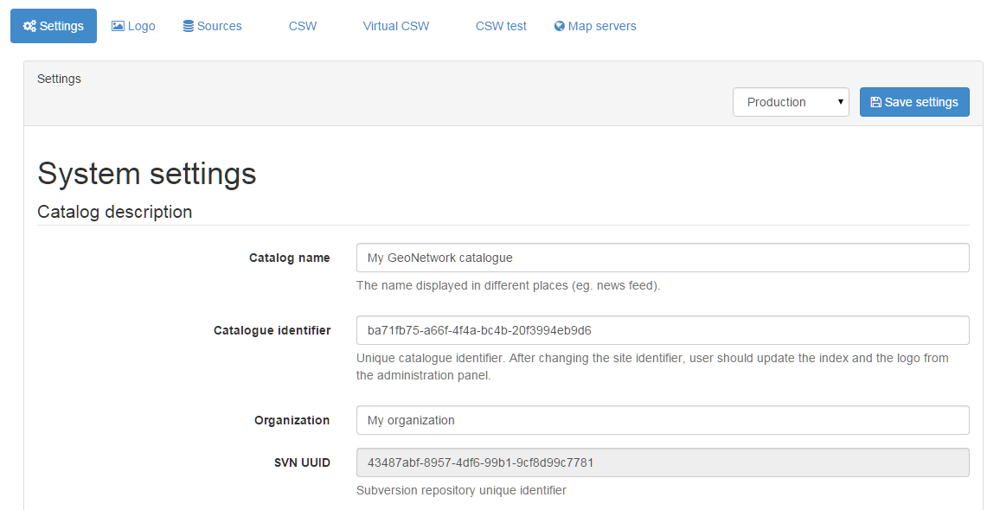 Settings Logo Sources CSW Virtual CSW CSW test Map servers
Settings
Production Save settings
System settings
Catalog description
Catalog name My GeoNetwork catalogue
The name displayed in different places (eg. news feed).
Catalogue identifier ba71fb75-a66f-4f4a-bc4b-20f3994eb9d6
Unique catalogue identifier. After changing the site identifier, user should update the index and the logo from
the administration panel.
Organization My organization
SVN UUID 43487abf-8957-4df6-99b1-9cf8d99c7781
Subversion repository unique identifier